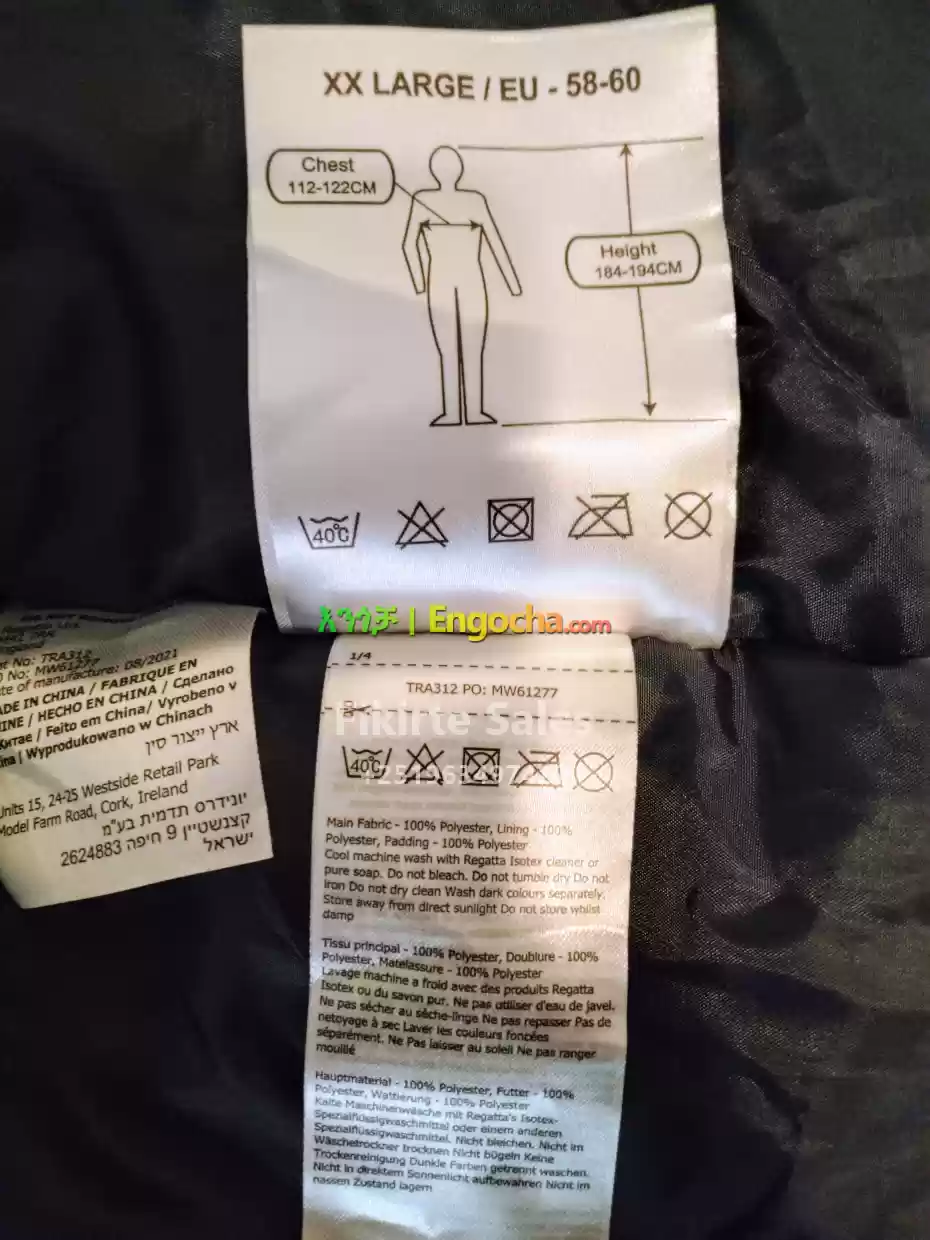 XX LARGE / EU - 58-60
Chest
112-122CM
Height
184-194CM
40°C
እንጎቻ | Engocha.com
No: TRA312
No: MW61277
te of manufacture: 08/2021
ADE IN CHINA / FABRIQUE EN
INE / HECHO EN CHINA / Сделано
Китае / Feito em China/ Vyrobeno v
ina | Wyprodukowano w Chinach
ארץ ייצור סין
Units 15, 24-25 Westside Retail Park
Model Farm Road, Cork, Ireland
יונידרס תדמית בע"מ
קצנשטיין 9 חיפה 2624883
ישראל
1/4
TRA312 PO: MW61277
Fikirte Sales
40°C
Main Fabric - 100% Polyester, Lining - 100%
Polyester, Padding - 100% Polyester
Cool machine wash with Regatta Isotex cleaner or
pure soap. Do not bleach. Do not tumble dry Do not
iron Do not dry clean Wash dark colours separately.
Store away from direct sunlight Do not store whilst
damp
Tissu principal - 100% Polyester, Doublure - 100%
Polyester, Matelassure - 100% Polyester
Lavage machine a froid avec des produits Regatta
Isotex ou du savon pur. Ne pas utiliser d'eau de javel.
Ne pas sécher au sèche-linge Ne pas repasser Pas de
netoyage à sec Laver les couleurs foncées
séparément. Ne Pas laisser au soleil Ne pas ranger
mouillé
Hauptmaterial - 100% Polyester, Futter - 100%
Polyester, Wattierung - 100% Polyester
Kalte Maschinenwäsche mit Regatta's Isotex-
Spezialflüssigwaschmittel oder einem anderen
Spezialflüssigwaschmittel. Nicht bleichen. Nicht im
Wäschetrockner trocknen Nicht bügeln Keine
Trockenreinigung Dunkle Farben getrennt waschen.
Nicht in direktem Sonnenlicht aufbewahren Nicht im
nassen Zustand lagern